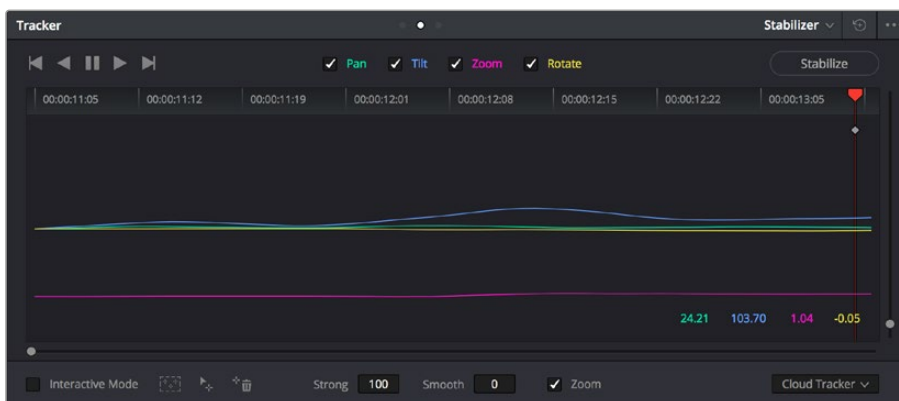 Tracker Stabilizer
Pan Tilt Zoom Rotate Stabilize
00:00:11:05 00:00:11:12 00:00:11:19 00:00:12:01 00:00:12:08 00:00:12:15 00:00:12:22 00:00:13:05
24.21 103.70 1.04 -0.05
Interactive Mode Strong 100 Smooth 0 Zoom Cloud Tracker